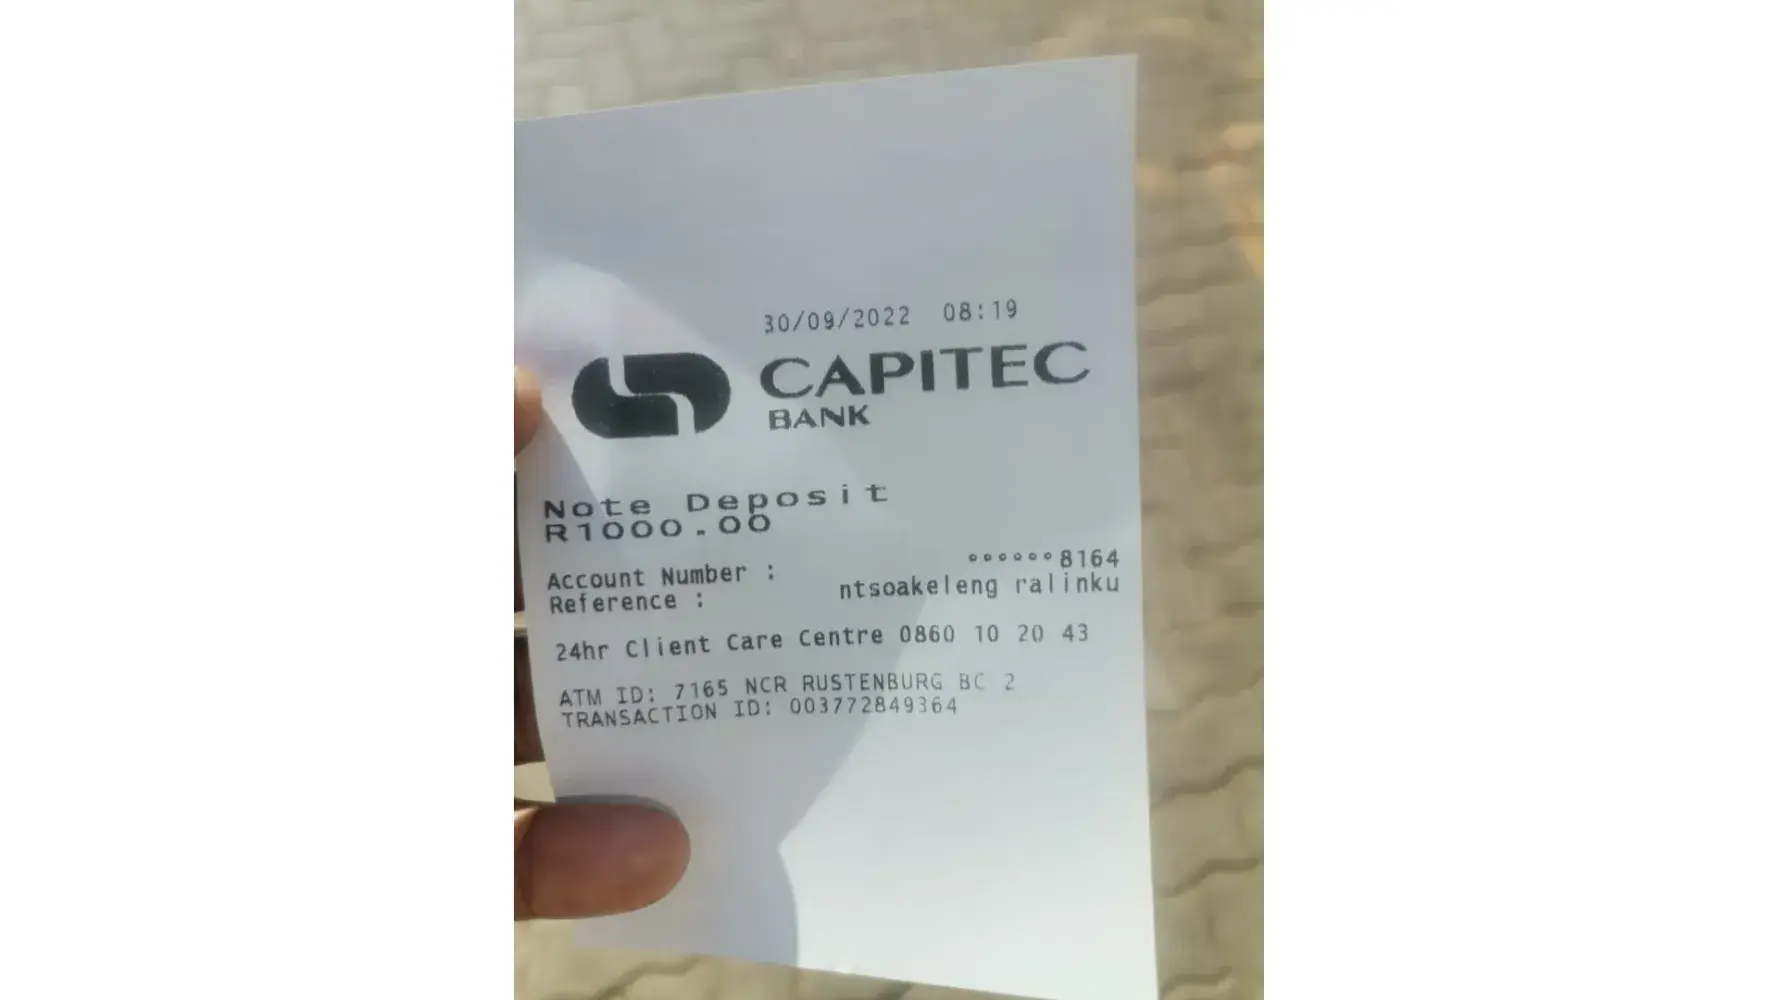 30/09/2022 08:19
CAPITEC
BANK
Note Deposit
R1000.00
Account Number : °°°°°°8164
Reference : ntsoakeleng ralinku
24hr Client Care Centre 0860 10 20 43
ATM ID: 7165 NCR RUSTENBURG BC 2
TRANSACTION ID: 003772849364